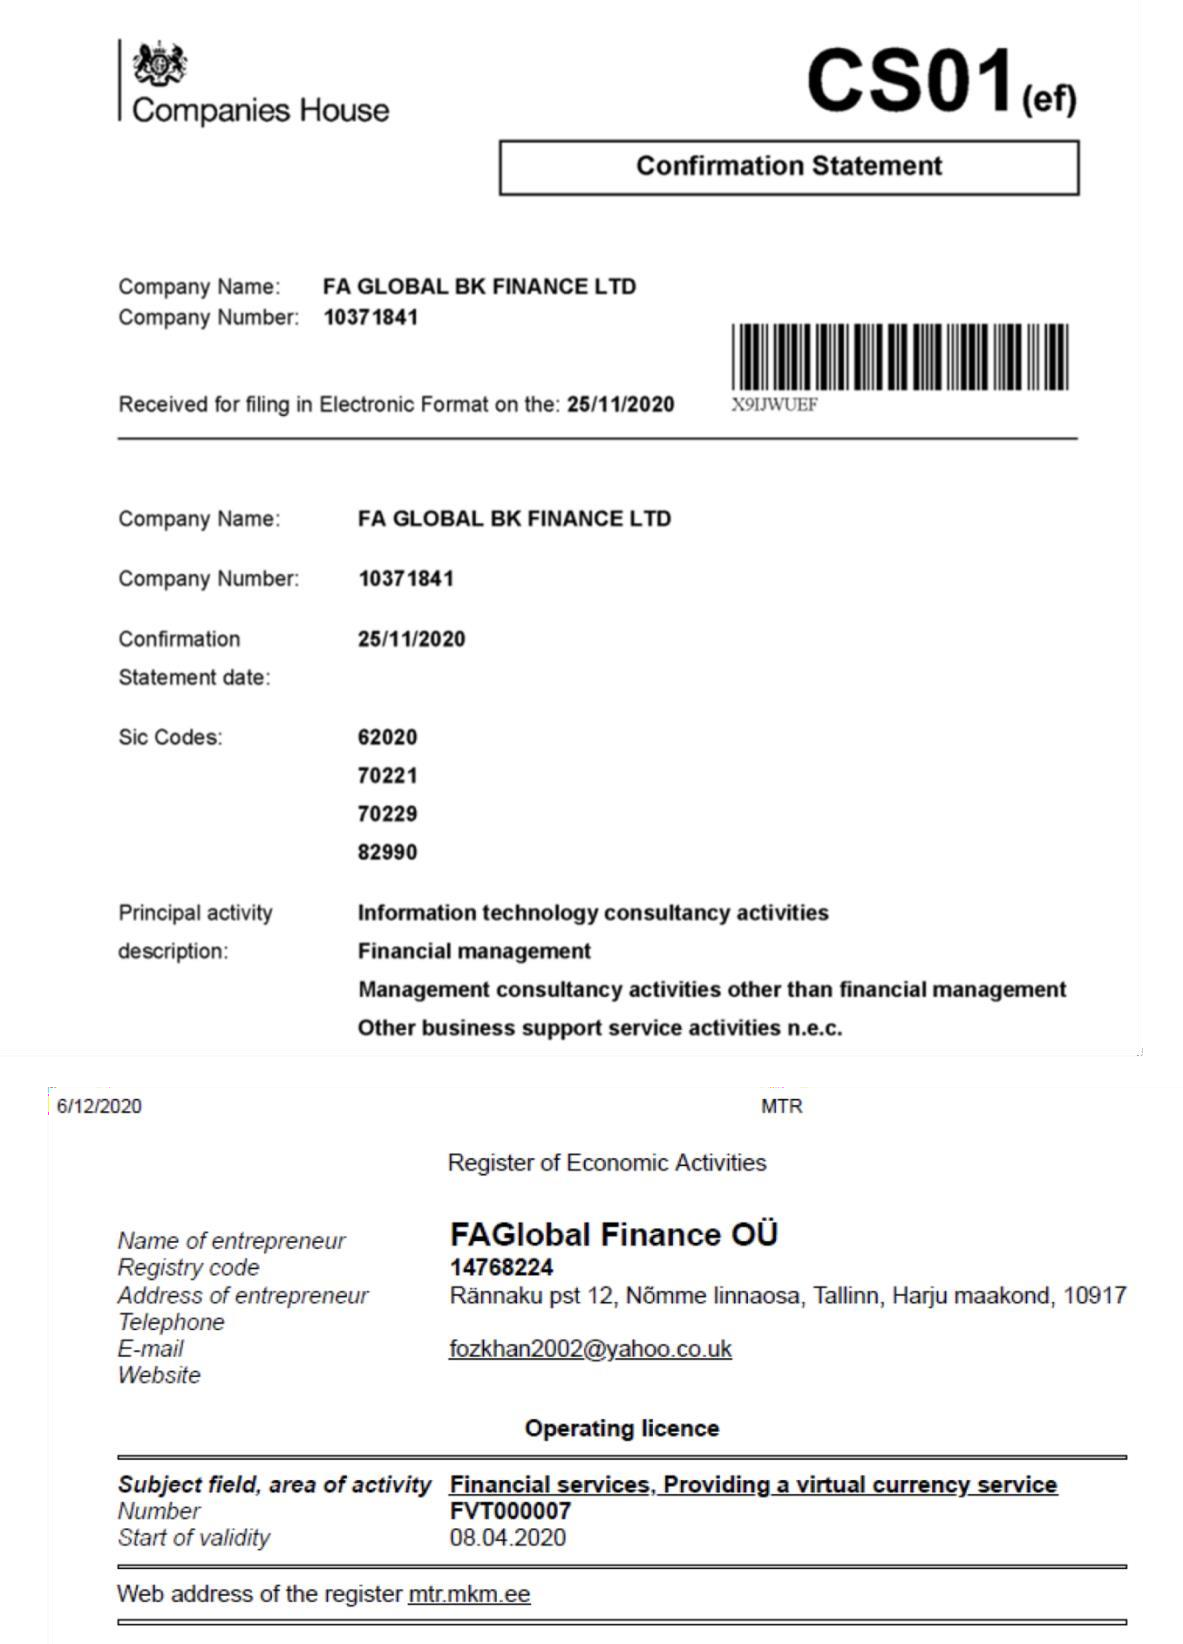 Companies House
CS01(ef)
Confirmation Statement
Company Name: FA GLOBAL BK FINANCE LTD
Company Number: 10371841
Received for filing in Electronic Format on the: 25/11/2020
X9IJWUEF
Company Name: FA GLOBAL BK FINANCE LTD
Company Number: 10371841
Confirmation 25/11/2020
Statement date:
Sic Codes: 62020
70221
70229
82990
Principal activity Information technology consultancy activities
description: Financial management
Management consultancy activities other than financial management
Other business support service activities n.e.c.
6/12/2020 MTR
Register of Economic Activities
Name of entrepreneur FAGlobal Finance OÜ
Registry code 14768224
Address of entrepreneur Rännaku pst 12, Nõmme linnaosa, Tallinn, Harju maakond, 10917
Telephone
E-mail fozkhan2002@yahoo.co.uk
Website
Operating licence
Subject field, area of activity Financial services, Providing a virtual currency service
Number FVT000007
Start of validity 08.04.2020
Web address of the register mtr.mkm.ee